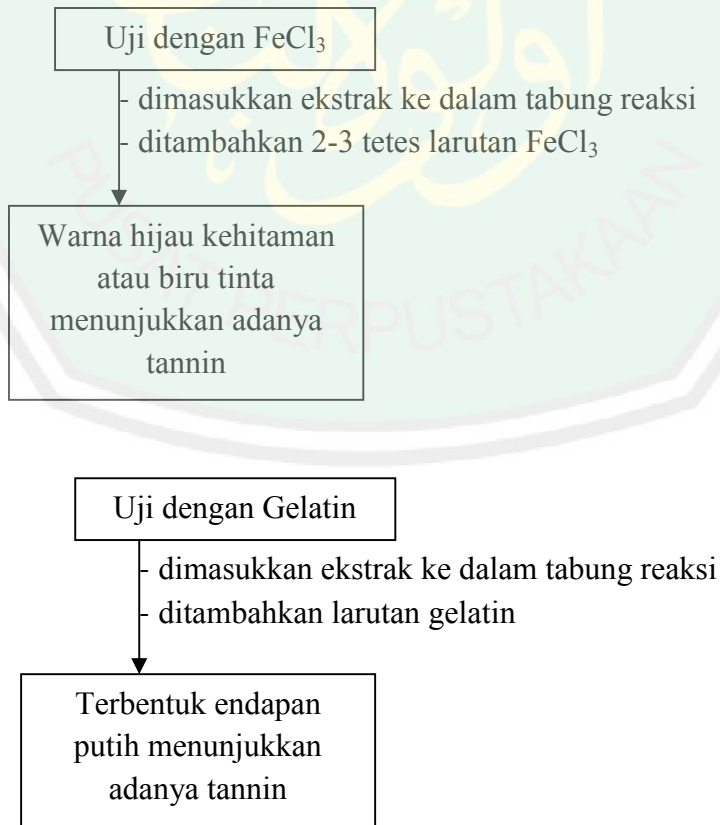 Uji dengan FeCl₃
- dimasukkan ekstrak ke dalam tabung reaksi
- ditambahkan 2-3 tetes larutan FeCl₃
Warna hijau kehitaman
atau biru tinta
menunjukkan adanya
tannin
PUSAT PERPUSTAKAAN
Uji dengan Gelatin
- dimasukkan ekstrak ke dalam tabung reaksi
- ditambahkan larutan gelatin
Terbentuk endapan
putih menunjukkan
adanya tannin